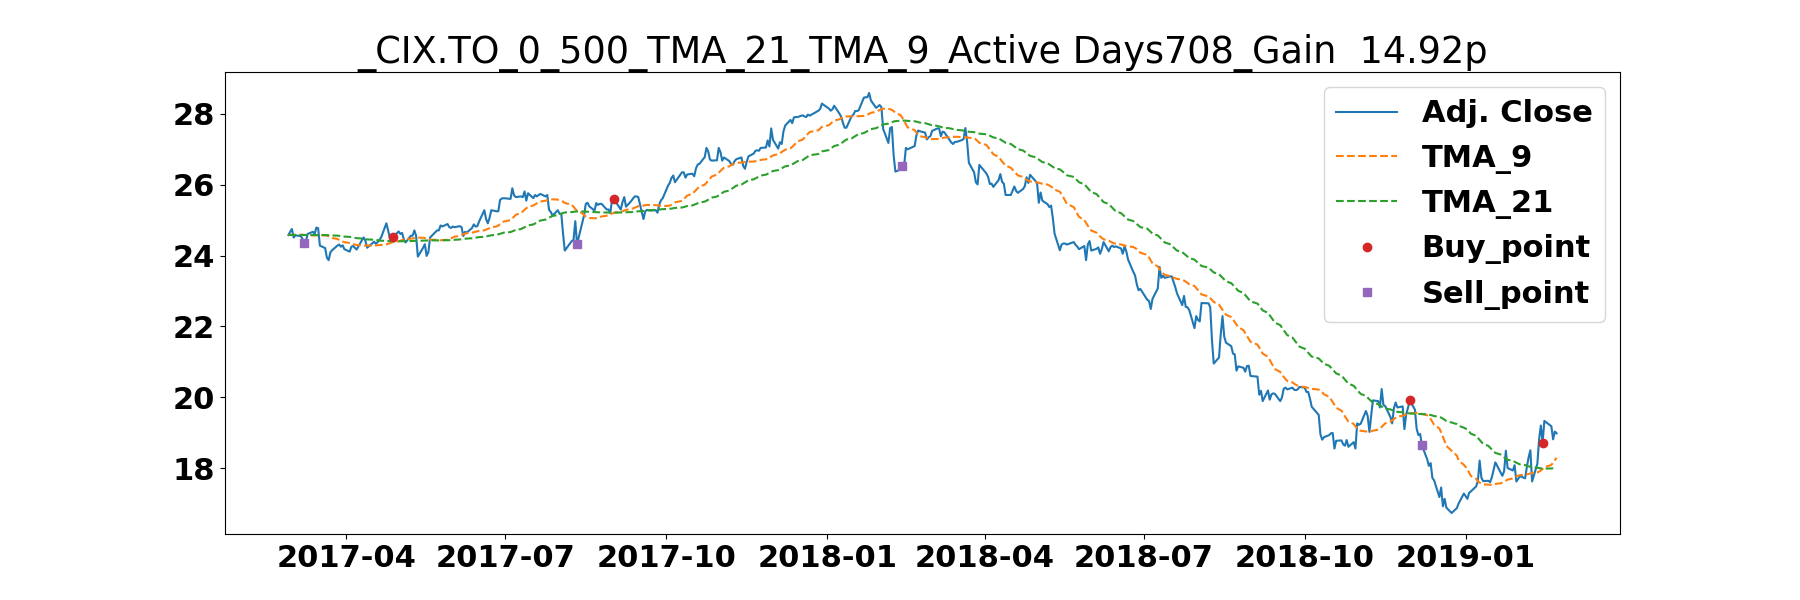 _CIX.TO_0_500_TMA_21_TMA_9_Active Days708_Gain  14.92p
28
26
24
22
20
18
Adj. Close
TMA_9
TMA_21
Buy_point
Sell_point
2017-04 2017-07 2017-10 2018-01 2018-04 2018-07 2018-10 2019-01